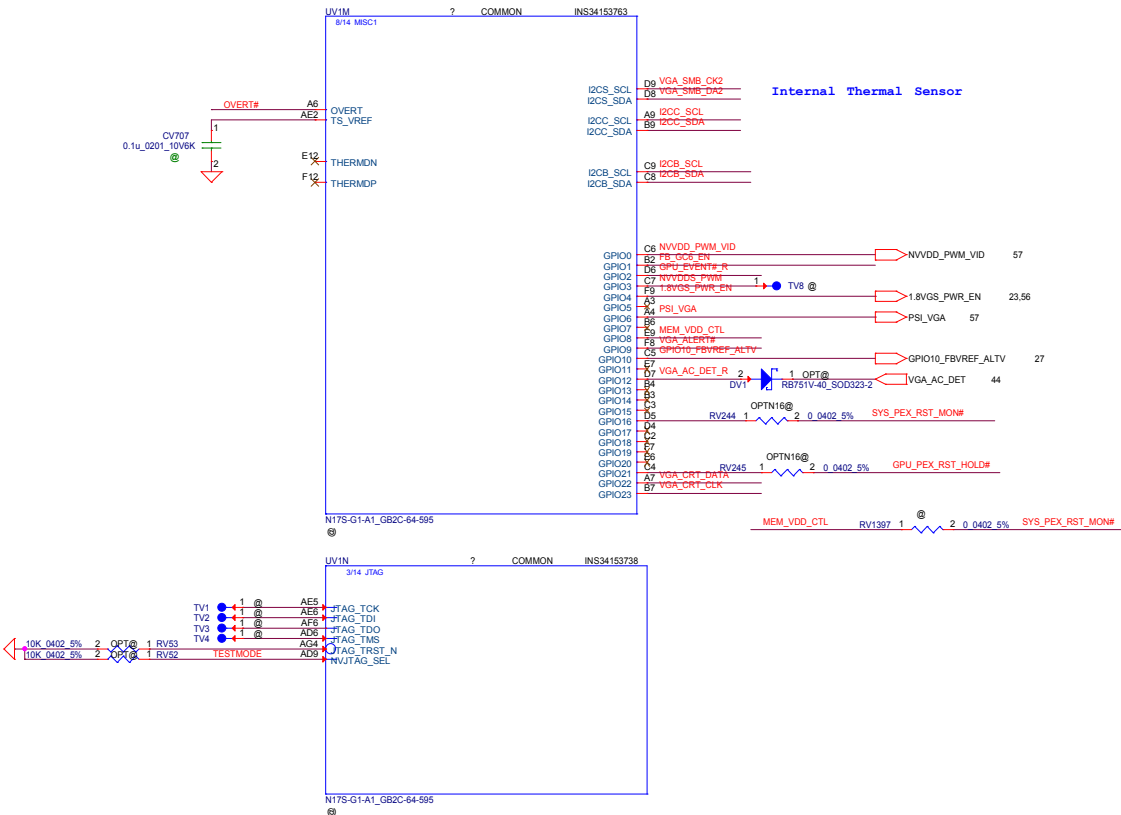 UV1M ? COMMON INS34153763
8/14 MISC1
OVERT# A6 OVERT
AE2 TS_VREF
1
CV707
0.1u_0201_10V6K
@
2
E12 THERMDN
F12 THERMDP
I2CS_SCL D9 VGA_SMB_CK2
I2CS_SDA D8 VGA_SMB_DA2
Internal Thermal Sensor
I2CC_SCL A9 I2CC_SCL
I2CC_SDA B9 I2CC_SDA
I2CB_SCL C9 I2CB_SCL
I2CB_SDA C8 I2CB_SDA
GPIO0 C6 NVVDD_PWM_VID NVVDD_PWM_VID 57
GPIO1 B2 FB_GC6_EN
GPIO2 D6 GPU_EVENT#_R
GPIO3 C7 NVVDDS_PWM 1 TV8 @
GPIO4 F9 1.8VGS_PWR_EN 1.8VGS_PWR_EN 23,56
GPIO5 A3
GPIO6 A4 PSI_VGA PSI_VGA 57
GPIO7 B6
GPIO8 E9 MEM_VDD_CTL
GPIO9 F8 VGA_ALERT#
GPIO10 C5 GPIO10_FBVREF_ALTV GPIO10_FBVREF_ALTV 27
GPIO11 E7
GPIO12 D7 VGA_AC_DET_R 2 1 OPT@ VGA_AC_DET 44
DV1 RB751V-40_SOD323-2
GPIO13 B4
GPIO14 B3
GPIO15 C3
OPTN16@
GPIO16 D5 RV244 1 2 0_0402_5% SYS_PEX_RST_MON#
GPIO17 D4
GPIO18 C2
GPIO19 F7
GPIO20 E6
OPTN16@
GPIO21 C4 RV245 1 2 0_0402_5% GPU_PEX_RST_HOLD#
GPIO22 A7 VGA_CRT_DATA
GPIO23 B7 VGA_CRT_CLK
N17S-G1-A1_GB2C-64-595
@
@
MEM_VDD_CTL RV1397 1 2 0_0402_5% SYS_PEX_RST_MON#
UV1N ? COMMON INS34153738
3/14 JTAG
TV1 1 @ AE5 JTAG_TCK
TV2 1 @ AE6 JTAG_TDI
TV3 1 @ AF6 JTAG_TDO
TV4 1 @ AD6 JTAG_TMS
10K_0402_5% 2 OPT@ 1 RV53 AG4 JTAG_TRST_N
10K_0402_5% 2 OPT@ 1 RV52 TESTMODE AD9 NVJTAG_SEL
N17S-G1-A1_GB2C-64-595
@